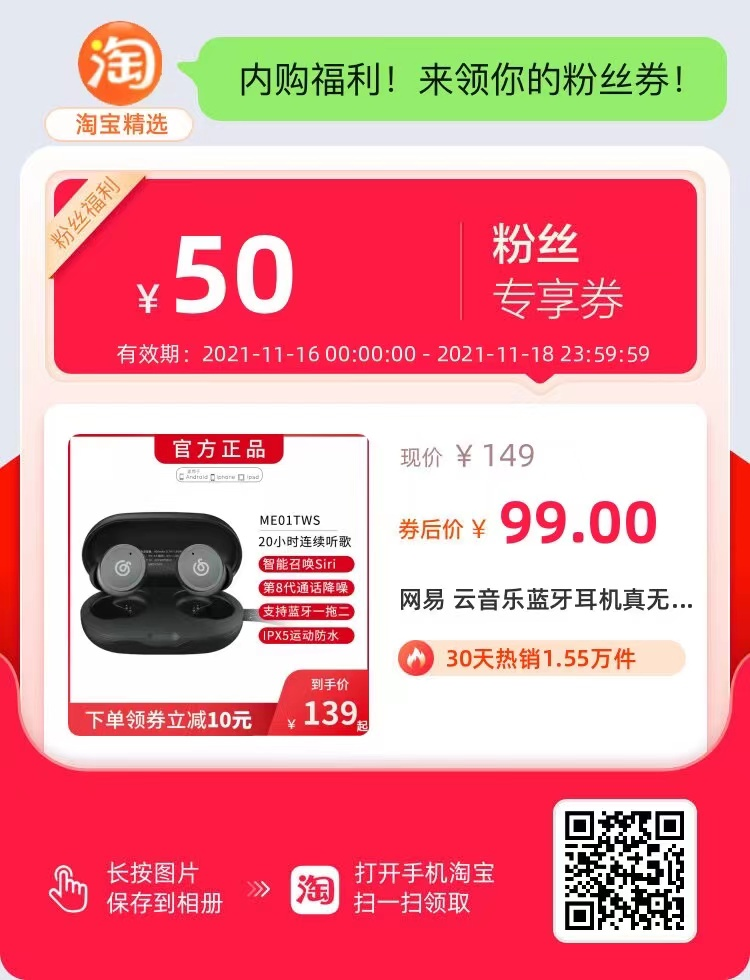 淘
内购福利！来领你的粉丝券！
淘宝精选
粉丝福利
¥50
粉丝
专享券
有效期：2021-11-16 00:00:00 - 2021-11-18 23:59:59
官方正品
Android iphone ipad
ME01TWS
20小时连续听歌
智能召唤Siri
第8代通话降噪
支持蓝牙一拖二
IPX5运动防水
到手价
¥139起
下单领券立减10元
现价 ¥149
券后价 ¥99.00
网易 云音乐蓝牙耳机真无...
30天热销1.55万件
长按图片
保存到相册
淘
打开手机淘宝
扫一扫领取